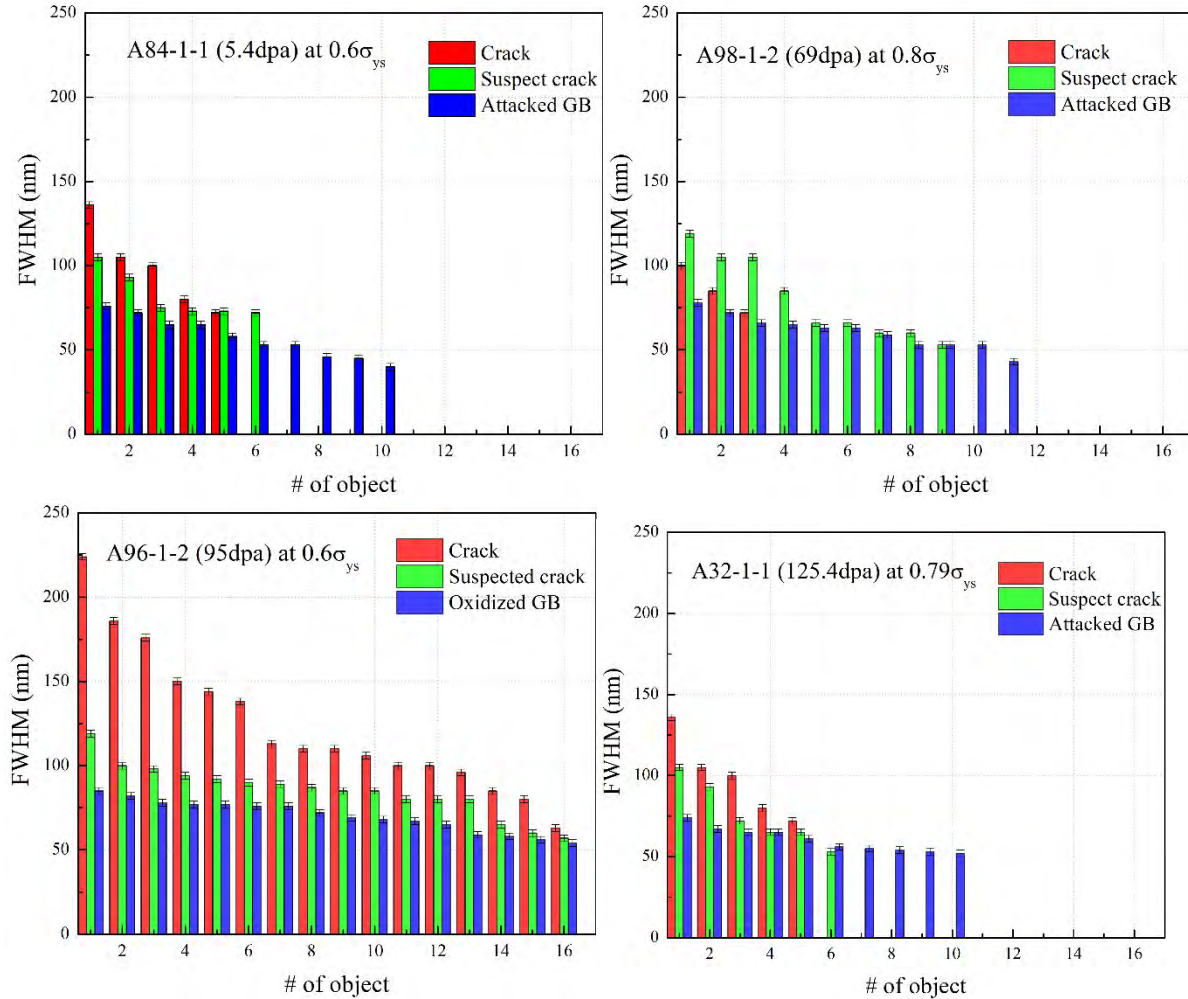 A84-1-1 (5.4dpa) at 0.6σys
Crack
Suspect crack
Attacked GB
250
200
150
100
50
0
FWHM (nm)
2 4 6 8 10 12 14 16
# of object
A98-1-2 (69dpa) at 0.8σys
Crack
Suspect crack
Attacked GB
250
200
150
100
50
0
FWHM (nm)
2 4 6 8 10 12 14 16
# of object
A96-1-2 (95dpa) at 0.6σys
Crack
Suspected crack
Oxidized GB
250
200
150
100
50
0
FWHM (nm)
2 4 6 8 10 12 14 16
# of object
A32-1-1 (125.4dpa) at 0.79σys
Crack
Suspect crack
Attacked GB
250
200
150
100
50
0
FWHM (nm)
2 4 6 8 10 12 14 16
# of object